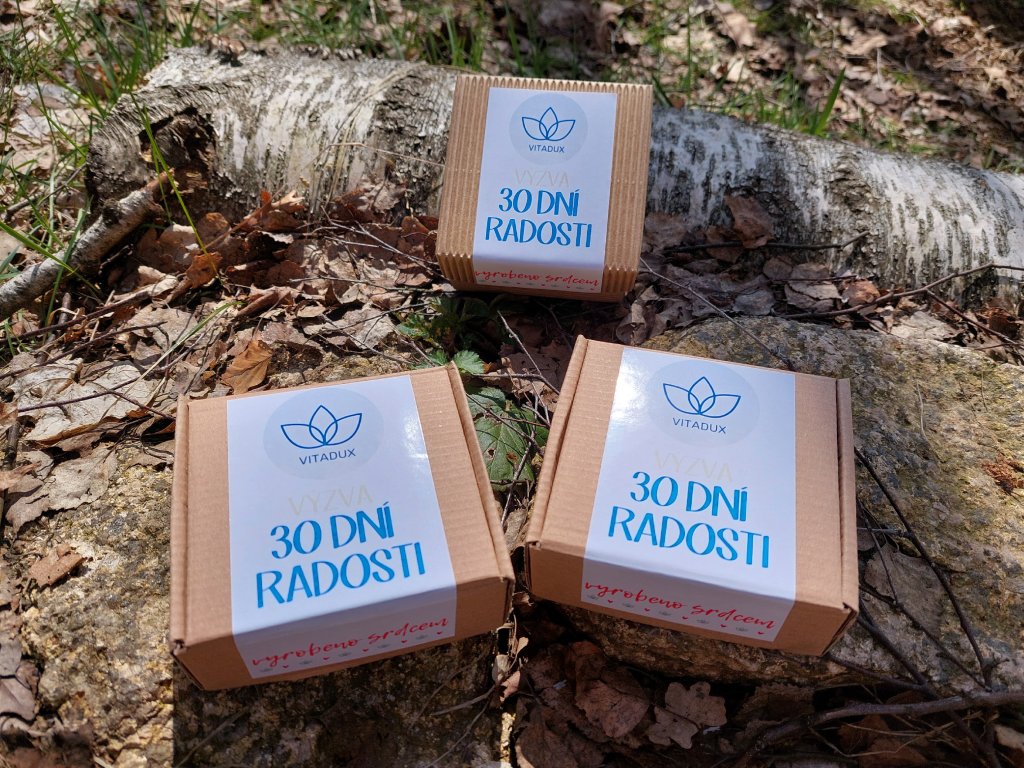 VITADUX
VÝZVA
30 DNÍ
RADOSTI
vyrobeno srdcem
VITADUX
VÝZVA
30 DNÍ
RADOSTI
vyrobeno srdcem
VITADUX
VÝZVA
30 DNÍ
RADOSTI
vyrobeno srdcem